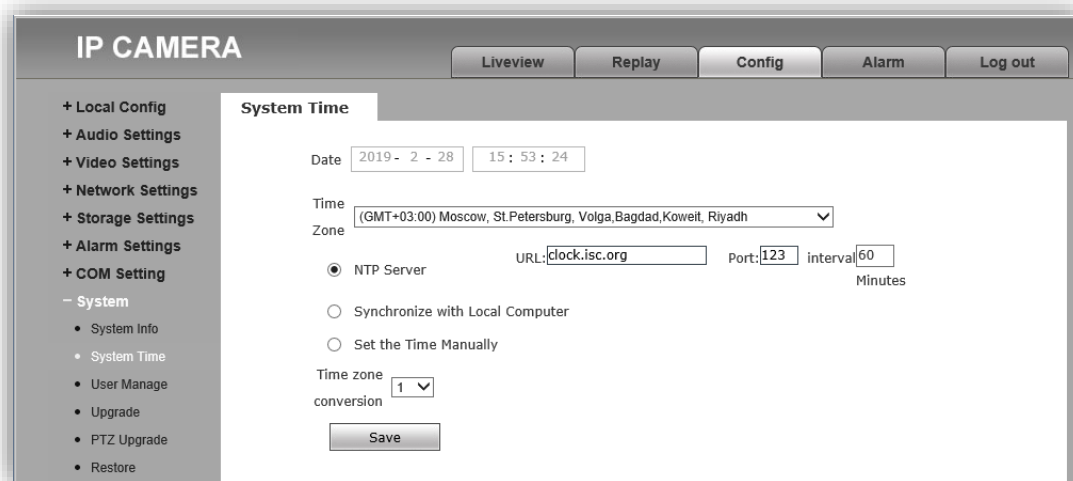 IP CAMERA
Liveview Replay Config Alarm Log out
+ Local Config
+ Audio Settings
+ Video Settings
+ Network Settings
+ Storage Settings
+ Alarm Settings
+ COM Setting
− System
• System Info
• System Time
• User Manage
• Upgrade
• PTZ Upgrade
• Restore
System Time
Date 2019 - 2 - 28 15 : 53 : 24
Time
Zone (GMT+03:00) Moscow, St.Petersburg, Volga,Bagdad,Koweit, Riyadh
NTP Server URL: clock.isc.org Port: 123 interval 60
Minutes
Synchronize with Local Computer
Set the Time Manually
Time zone
conversion 1
Save